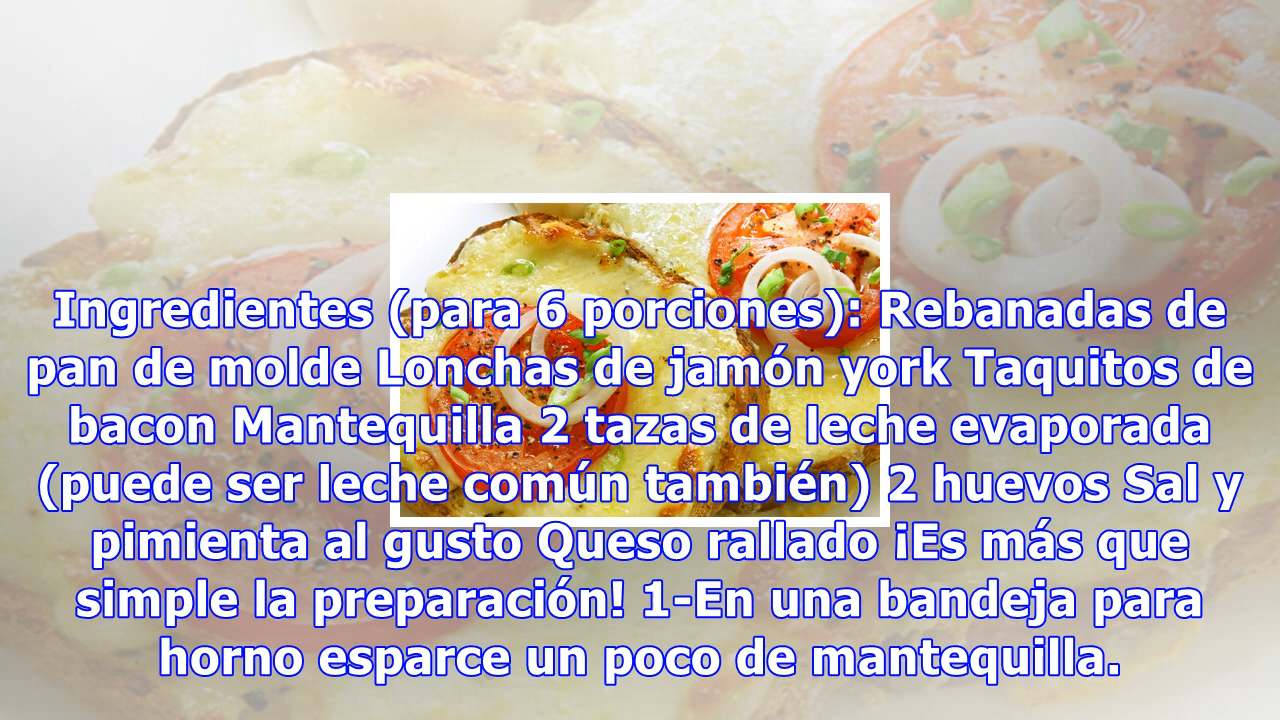 Ingredientes (para 6 porciones): Rebanadas de
pan de molde Lonchas de jamón york Taquitos de
bacon Mantequilla 2 tazas de leche evaporada
(puede ser leche común también) 2 huevos Sal y
pimienta al gusto Queso rallado ¡Es más que
simple la preparación! 1-En una bandeja para
horno esparce un poco de mantequilla.